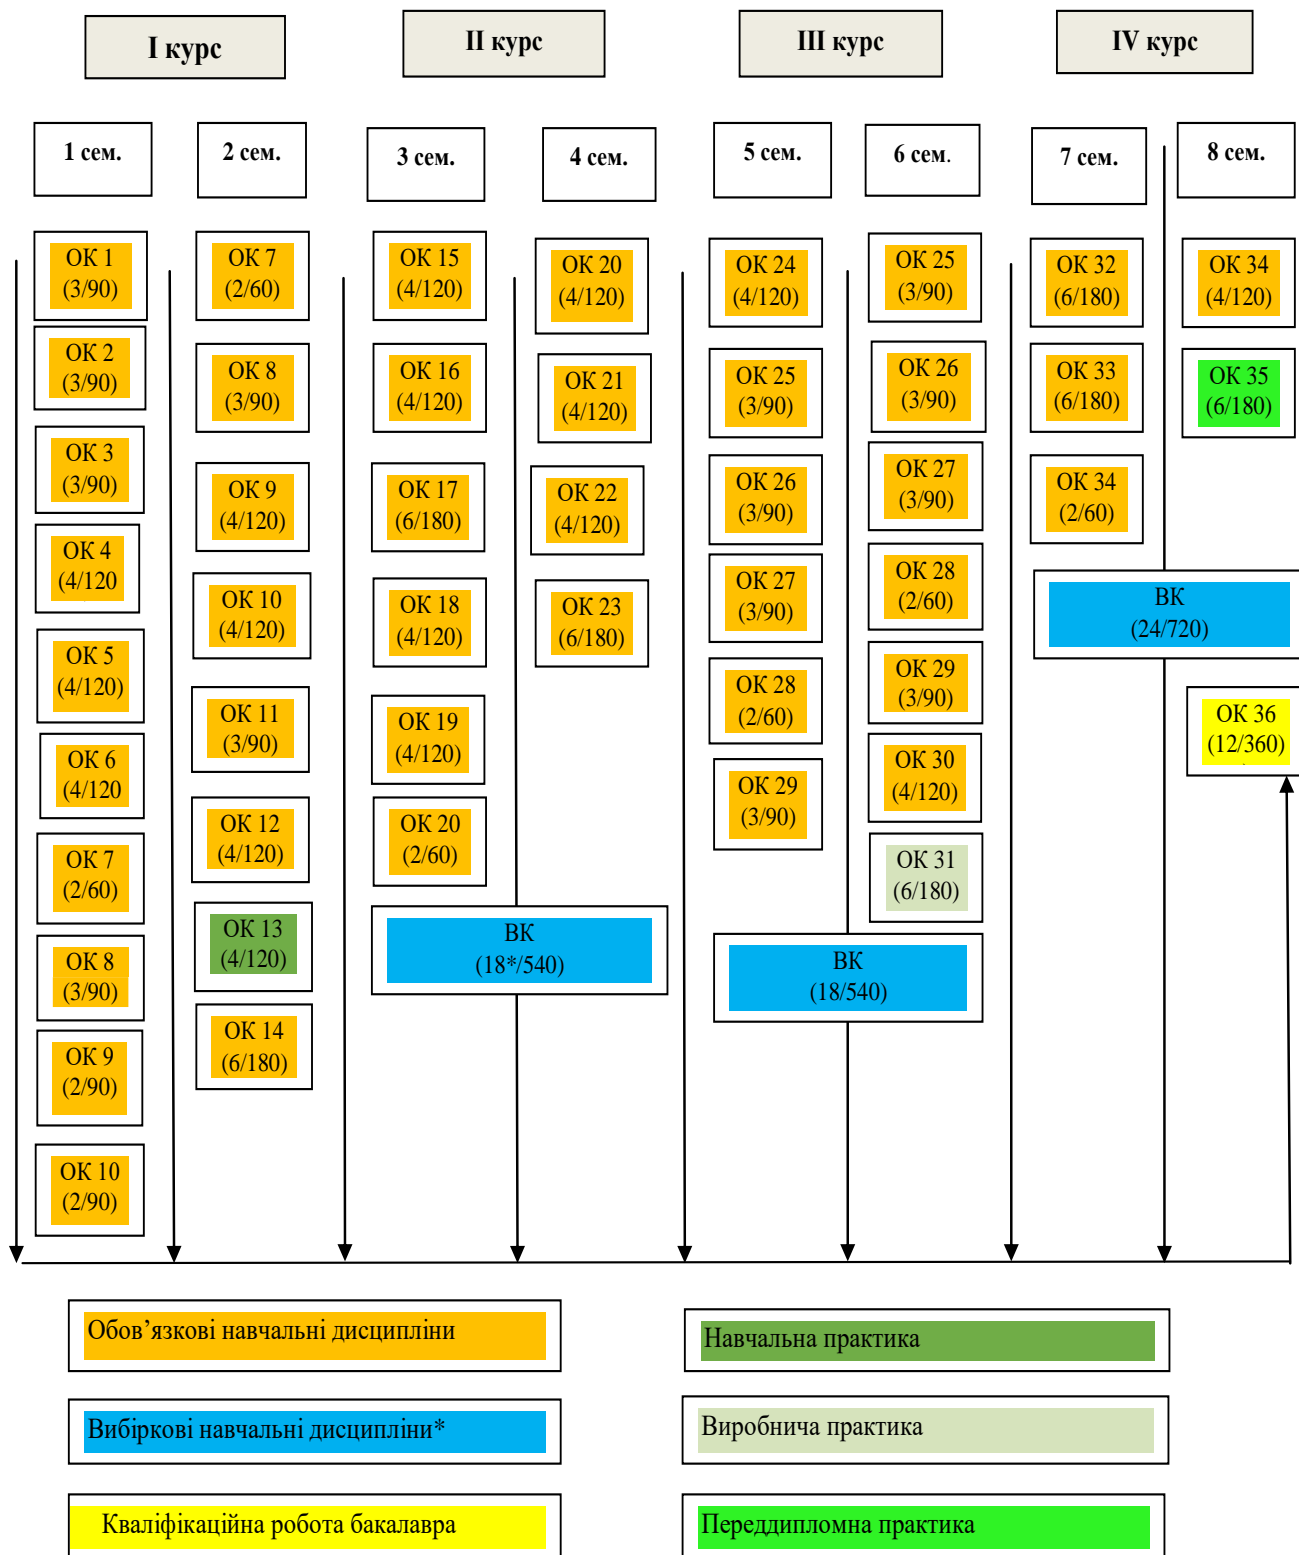 І курс
ІІ курс
ІІІ курс
ІV курс
1 сем.
2 сем.
3 сем.
4 сем.
5 сем.
6 сем.
7 сем.
8 сем.
ОК 1
(3/90)
ОК 2
(3/90)
ОК 3
(3/90)
ОК 4
(4/120
ОК 5
(4/120)
ОК 6
(4/120
ОК 7
(2/60)
ОК 8
(3/90)
ОК 9
(2/90)
ОК 10
(2/90)
ОК 7
(2/60)
ОК 8
(3/90)
ОК 9
(4/120)
ОК 10
(4/120)
ОК 11
(3/90)
ОК 12
(4/120)
ОК 13
(4/120)
ОК 14
(6/180)
ОК 15
(4/120)
ОК 16
(4/120)
ОК 17
(6/180)
ОК 18
(4/120)
ОК 19
(4/120)
ОК 20
(2/60)
ОК 20
(4/120)
ОК 21
(4/120)
ОК 22
(4/120)
ОК 23
(6/180)
ВК
(18*/540)
ОК 24
(4/120)
ОК 25
(3/90)
ОК 26
(3/90)
ОК 27
(3/90)
ОК 28
(2/60)
ОК 29
(3/90)
ОК 25
(3/90)
ОК 26
(3/90)
ОК 27
(3/90)
ОК 28
(2/60)
ОК 29
(3/90)
ОК 30
(4/120)
ОК 31
(6/180)
ВК
(18/540)
ОК 32
(6/180)
ОК 33
(6/180)
ОК 34
(2/60)
ОК 34
(4/120)
ОК 35
(6/180)
ВК
(24/720)
ОК 36
(12/360)
Обов’язкові навчальні дисципліни
Навчальна практика
Вибіркові навчальні дисципліни*
Виробнича практика
Кваліфікаційна робота бакалавра
Переддипломна практика